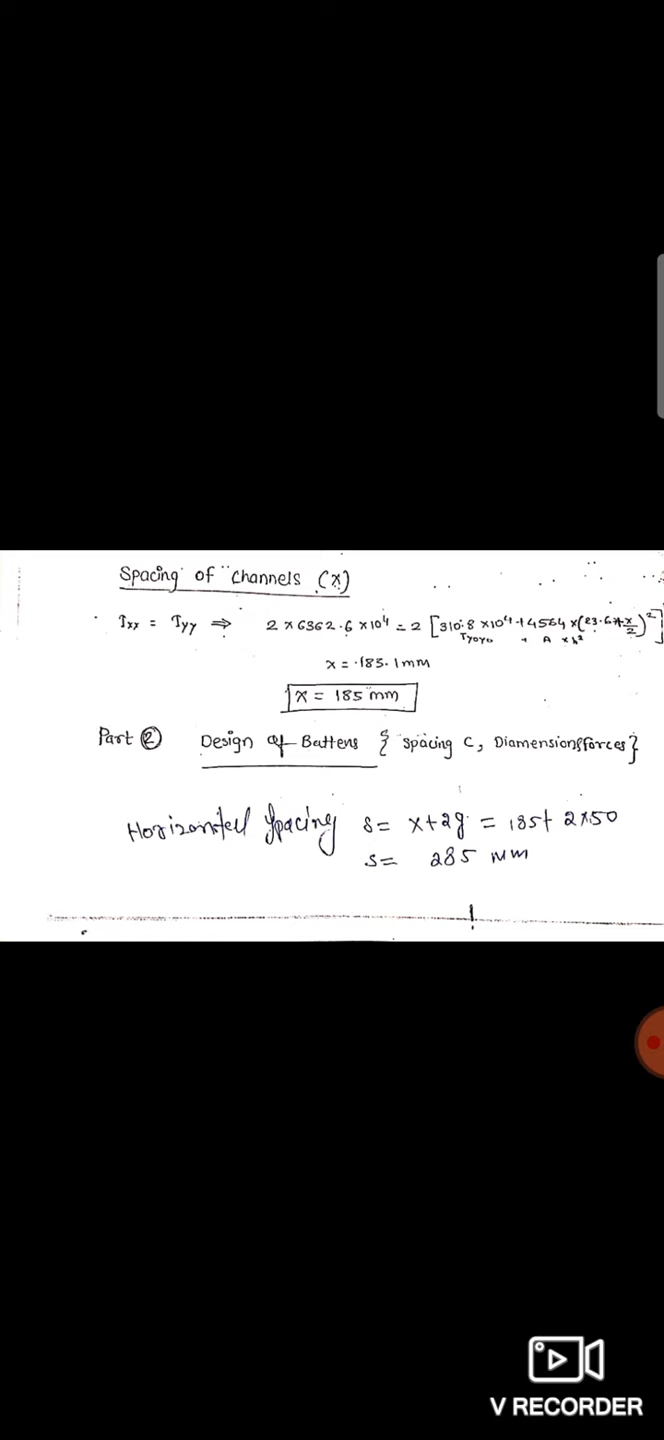 Spacing of channels (x)
Ixx = Iyy ⇒ 2 × 6362.6 × 10⁴ = 2 [310.8 × 10⁴ + 4564 × (23.6 + x/2)²]
Iyoyo + A × h²
x = 183.1 mm
x = 185 mm
Part ② Design of Battens { spacing C, Diamensions forces }
Horizontal Spacing s = x + 2g = 185 + 2 × 50
s = 285 mm
V RECORDER